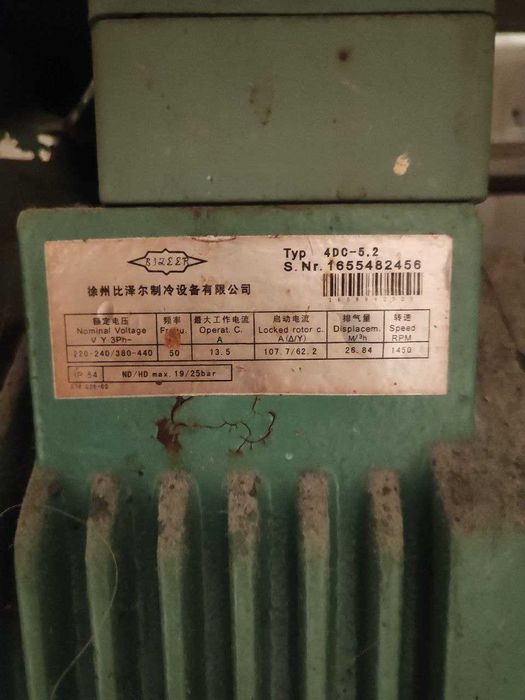 BIZEER
Typ 4DC-5.2
S.Nr. 1655482456
徐州比泽尔制冷设备有限公司
额定电压 频率 最大工作电流 启动电流 排气量 转速
Nominal Voltage Frequ. Operat. C. Locked rotor c. Displacem. Speed
V Y 3Ph~ A A(Δ/Y) M³h RPM
220-240/380-440 50 13.5 107.7/62.2 26.84 1450
IP 54 ND/HD max. 19/25bar